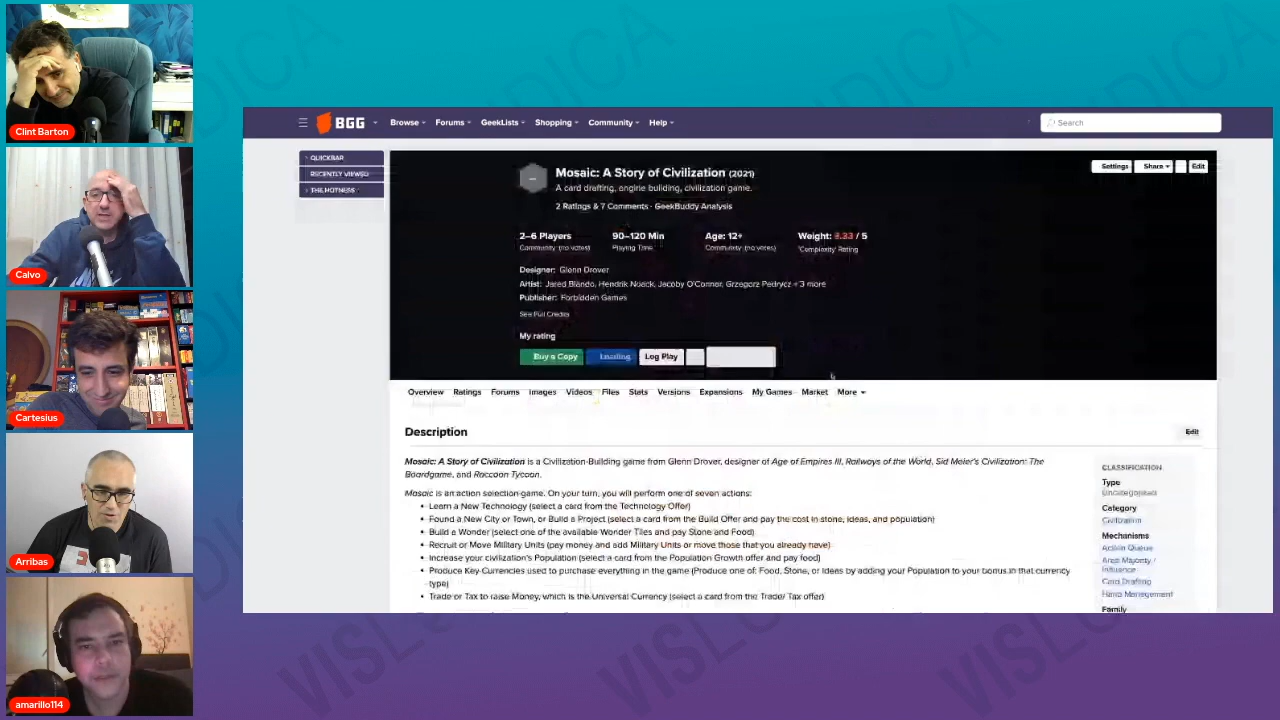 Clint Barton
Calvo
Cartesius
Arribas
amarillo114
BGG
Browse
Forums
GeekLists
Shopping
Community
Help
Search
QUICKBAR
RECENTLY VIEWED
THE HOTNESS
Settings
Share
Edit
Mosaic: A Story of Civilization (2021)
A card drafting, engine building, civilization game.
2 Ratings & 7 Comments · GeekBuddy Analysis
2–6 Players
Community: (no votes)
90–120 Min
Playing Time
Age: 12+
Community: (no votes)
Weight: 3.33 / 5
'Complexity' Rating
Designer: Glenn Drover
Artist: Jared Blando, Hendrik Noack, Jacoby O'Connor, Grzegorz Pedrycz + 3 more
Publisher: Forbidden Games
See Full Credits
My rating
Buy a Copy
Loading
Log Play
Overview
Ratings
Forums
Images
Videos
Files
Stats
Versions
Expansions
My Games
Market
More
Description
Edit
Mosaic: A Story of Civilization is a Civilization-Building game from Glenn Drover, designer of Age of Empires III, Railways of the World, Sid Meier's Civilization: The
Boardgame, and Raccoon Tycoon.
Mosaic is an action selection game. On your turn, you will perform one of seven actions:
• Learn a New Technology (select a card from the Technology Offer)
• Found a New City or Town, or Build a Project (select a card from the Build Offer and pay the cost in stone, ideas, and population)
• Build a Wonder (select one of the available Wonder Tiles and pay Stone and Food)
• Recruit or Move Military Units (pay money and add Military Units or move those that you already have)
• Increase your civilization's Population (select a card from the Population Growth offer and pay food)
• Produce Key Currencies used to purchase everything in the game (Produce one of: Food, Stone, or Ideas by adding your Population to your bonus in that currency
type)
• Trade or Tax to raise Money, which is the Universal Currency (select a card from the Trade/ Tax offer)
CLASSIFICATION
Type
Uncategorized
Category
Civilization
Mechanisms
Action Queue
Area Majority /
Influence
Card Drafting
Hand Management
Family